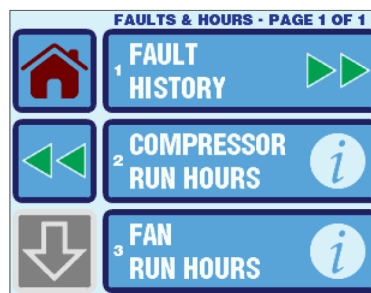 FAULTS & HOURS - PAGE 1 OF 1
1 FAULT
HISTORY
2 COMPRESSOR
RUN HOURS
i
3 FAN
RUN HOURS
i